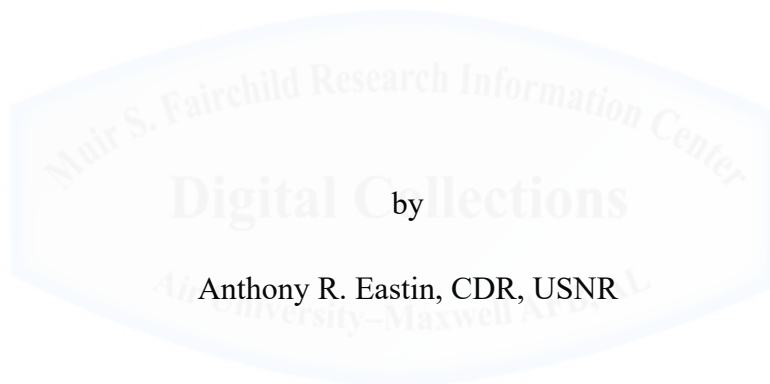 Muir S. Fairchild Research Information Center
Digital Collections
by
Air University–Maxwell AFB, AL
Anthony R. Eastin, CDR, USNR